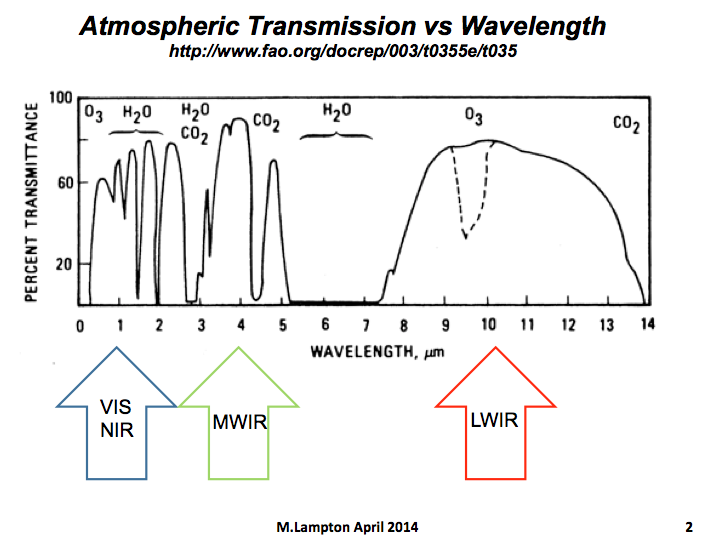 Atmospheric Transmission vs Wavelength
http://www.fao.org/docrep/003/t0355e/t035
PERCENT TRANSMITTANCE
100
60
20
O3 H2O H2O CO2 CO2 H2O O3 CO2
0 1 2 3 4 5 6 7 8 9 10 11 12 13 14
WAVELENGTH, μm
VIS
NIR
MWIR
LWIR
M.Lampton April 2014
2